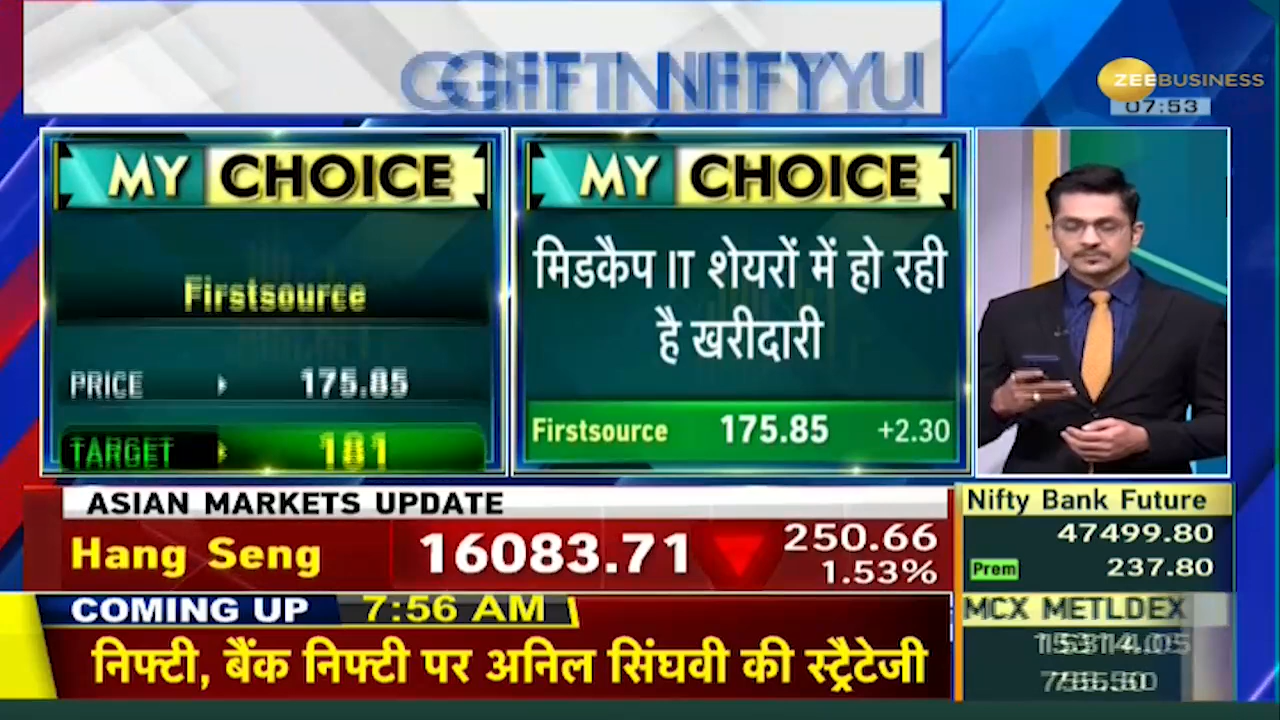 ZEEBUSINESS
07:53
MY CHOICE
Firstsource
PRICE 175.85
TARGET 181
MY CHOICE
मिडकैप IT शेयरों में हो रही
है खरीदारी
Firstsource 175.85 +2.30
ASIAN MARKETS UPDATE
Hang Seng 16083.71 250.66
1.53%
Nifty Bank Future
47499.80
Prem 237.80
COMING UP 7:56 AM
निफ्टी, बैंक निफ्टी पर अनिल सिंघवी की स्ट्रैटेजी
MCX METLDEX